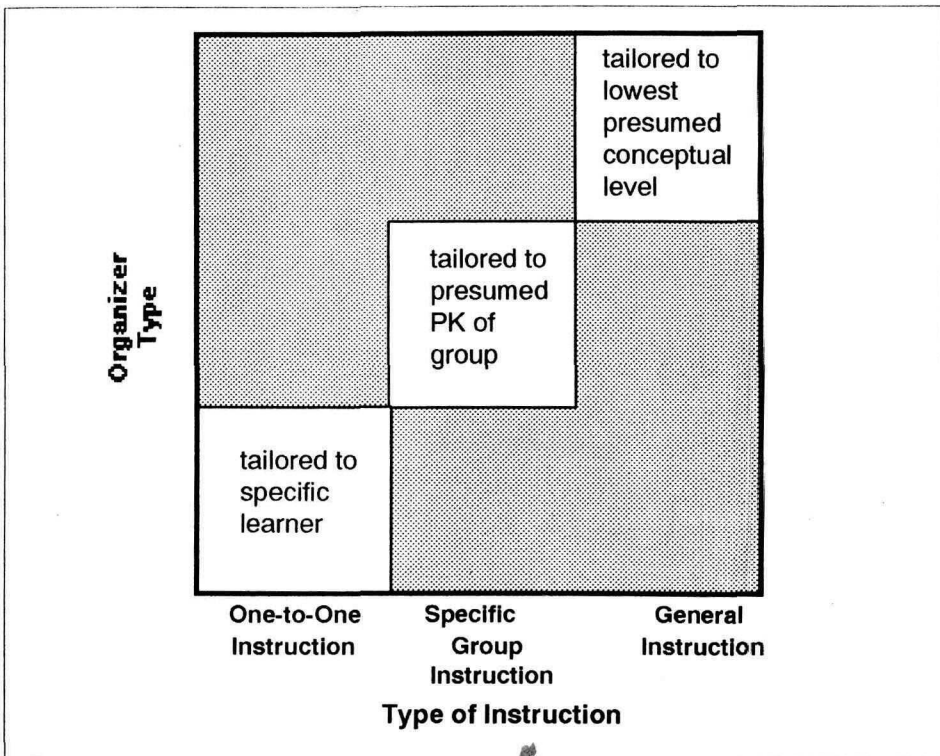 tailored to
lowest
presumed
conceptual
level
tailored to
presumed
PK of
group
Organizer
Type
tailored to
specific
learner
One-to-One
Instruction
Specific
Group
Instruction
General
Instruction
Type of Instruction